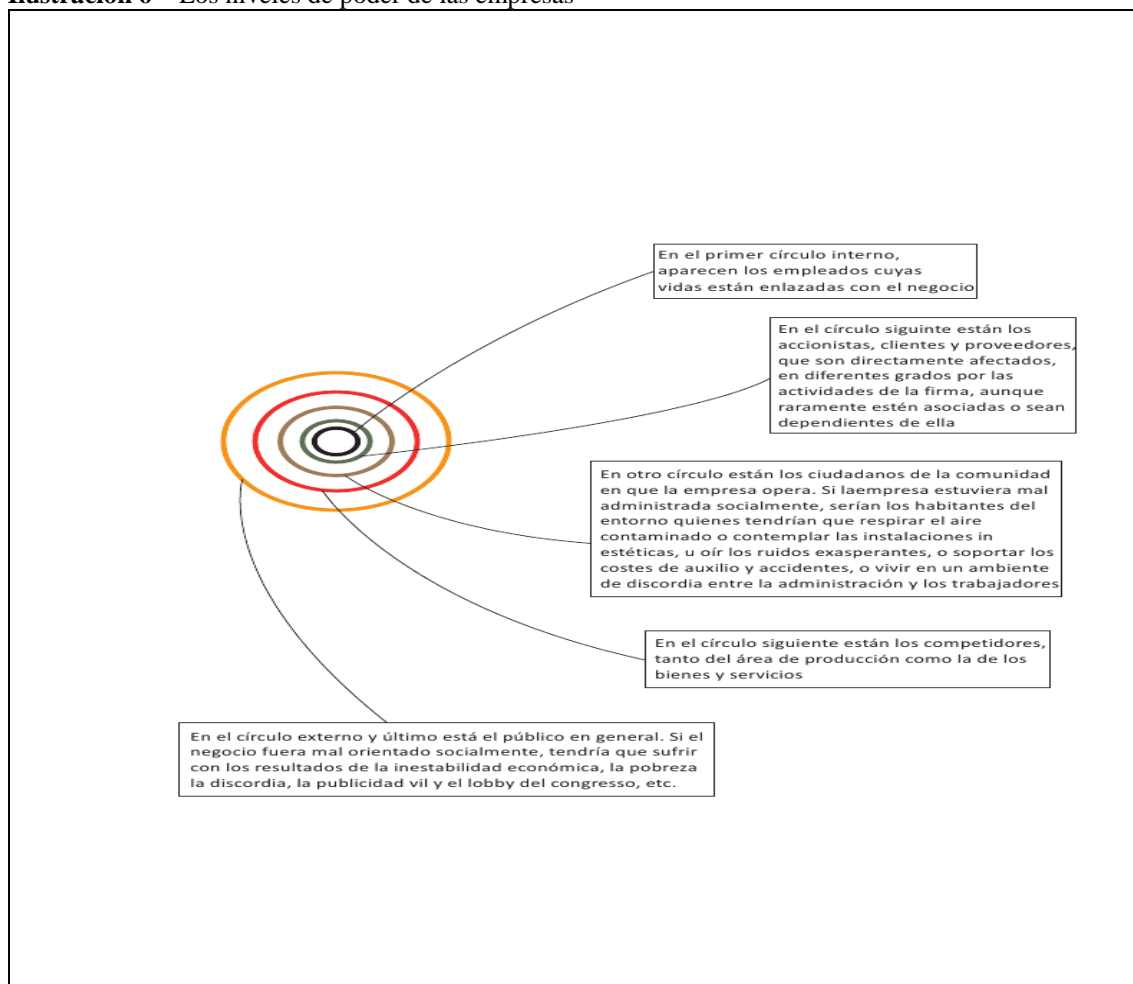 Ilustración 6 – Los niveles de poder de las empresas
En el primer círculo interno,
aparecen los empleados cuyas
vidas están enlazadas con el negocio
En el círculo siguinte están los
accionistas, clientes y proveedores,
que son directamente afectados,
en diferentes grados por las
actividades de la firma, aunque
raramente estén asociadas o sean
dependientes de ella
En otro círculo están los ciudadanos de la comunidad
en que la empresa opera. Si laempresa estuviera mal
administrada socialmente, serían los habitantes del
entorno quienes tendrían que respirar el aire
contaminado o contemplar las instalaciones in
estéticas, u oír los ruidos exasperantes, o soportar los
costes de auxilio y accidentes, o vivir en un ambiente
de discordia entre la administración y los trabajadores
En el círculo siguiente están los competidores,
tanto del área de producción como la de los
bienes y servicios
En el círculo externo y último está el público en general. Si el
negocio fuera mal orientado socialmente, tendría que sufrir
con los resultados de la inestabilidad económica, la pobreza
la discordia, la publicidad vil y el lobby del congresso, etc.